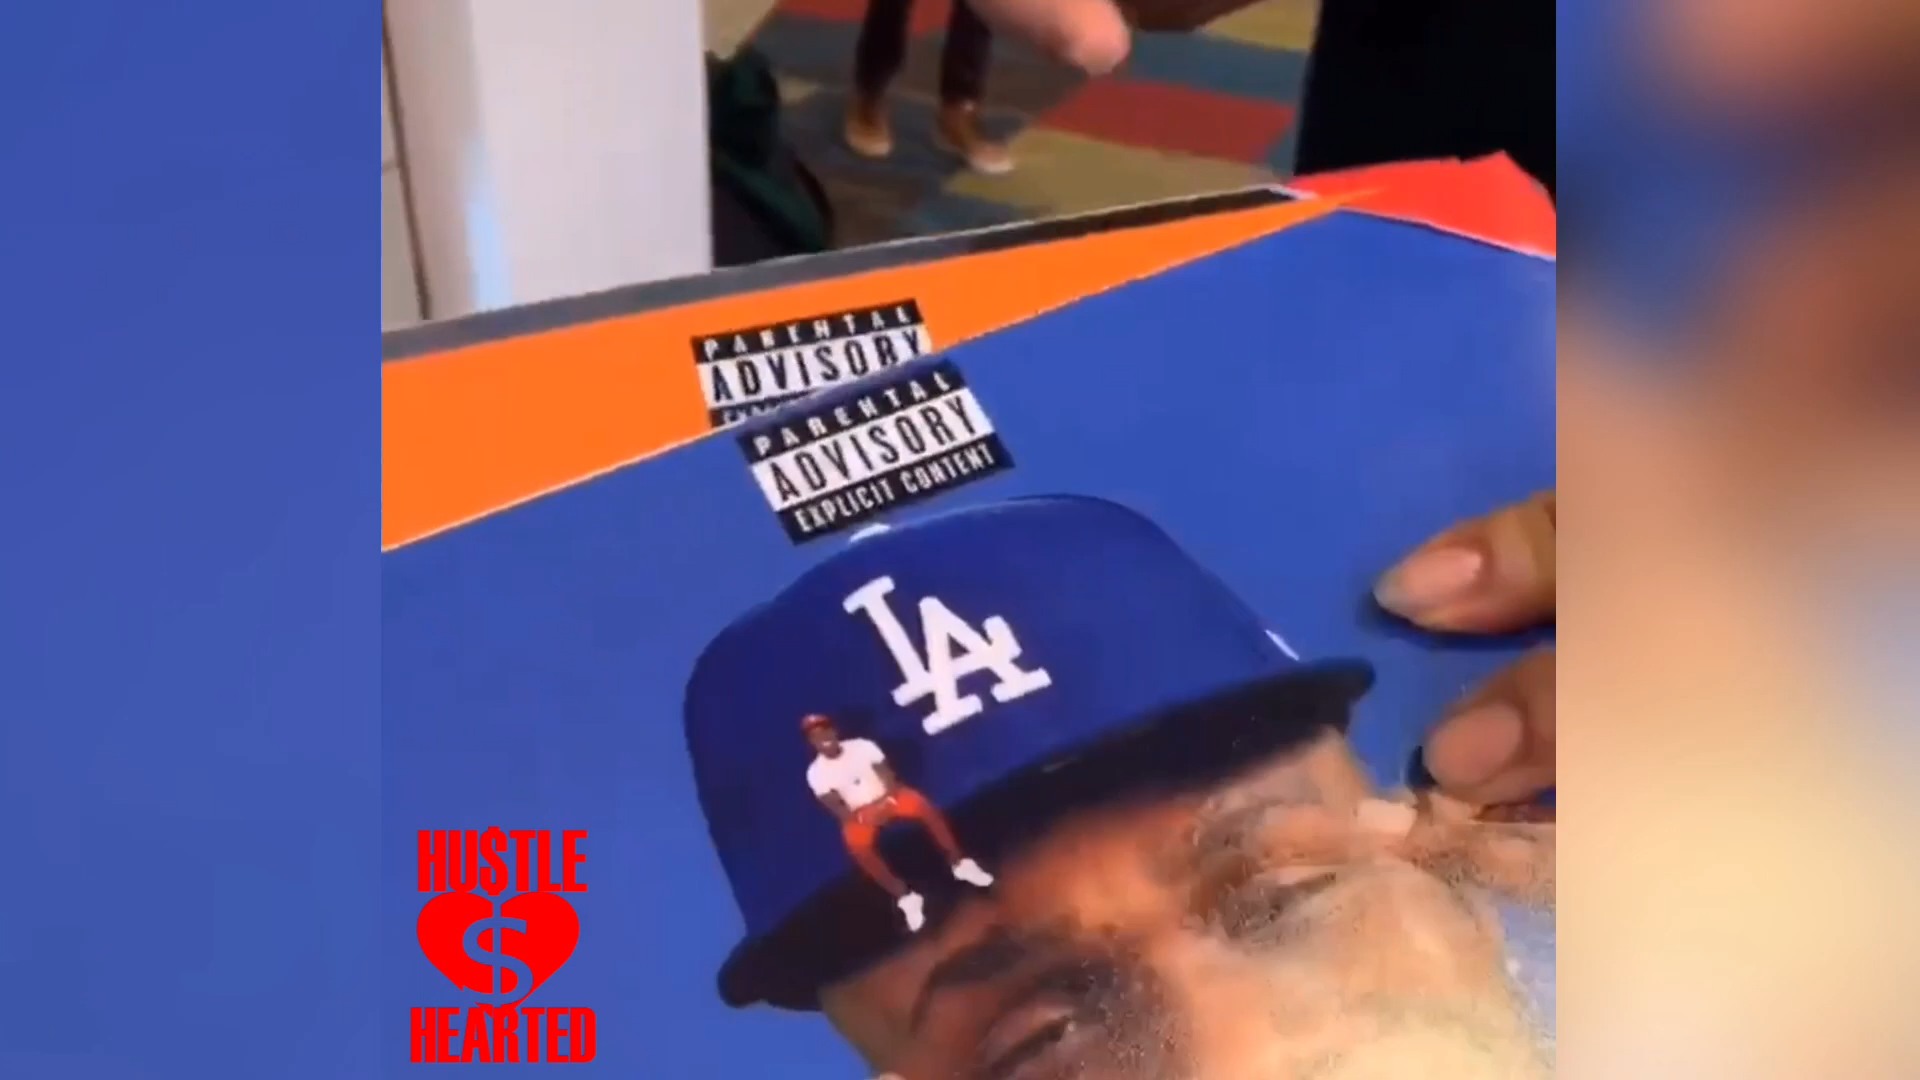 PARENTAL
ADVISORY
PARENTAL
ADVISORY
EXPLICIT CONTENT
LA
HU$TLE
$
HEARTED